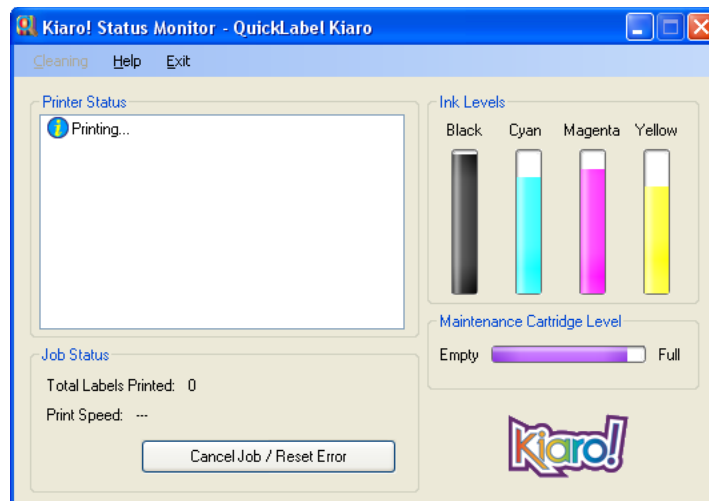 Kiaro! Status Monitor - QuickLabel Kiaro
Cleaning Help Exit
Printer Status
Printing...
Ink Levels
Black Cyan Magenta Yellow
Maintenance Cartridge Level
Empty Full
Job Status
Total Labels Printed: 0
Print Speed: ---
Cancel Job / Reset Error
Kiaro!